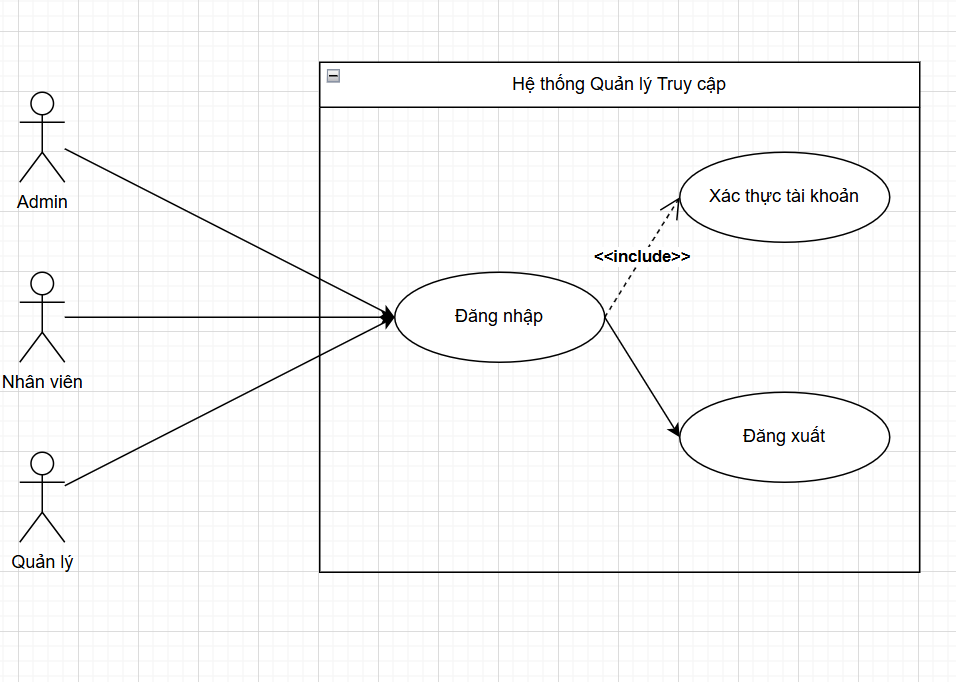 Hệ thống Quản lý Truy cập
Admin
Xác thực tài khoản
<<include>>
Đăng nhập
Nhân viên
Đăng xuất
Quản lý